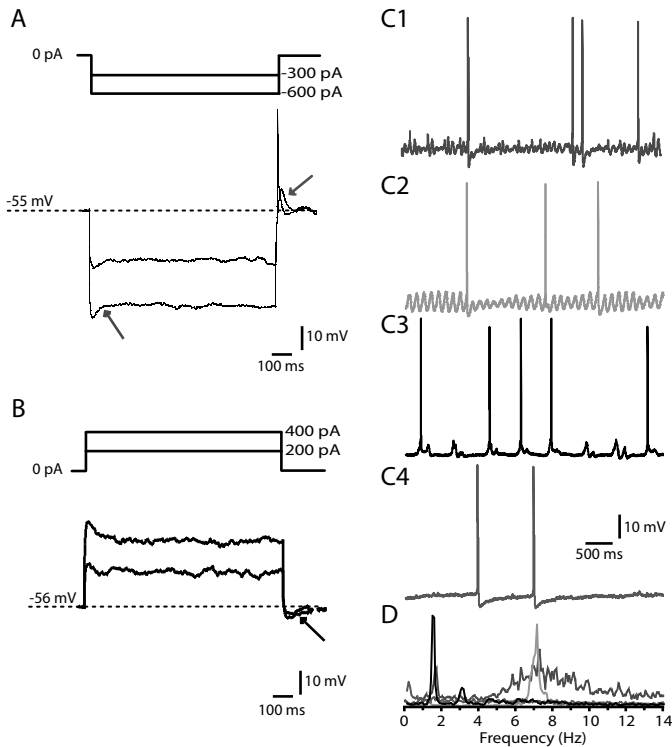 A
0 pA
-300 pA
-600 pA
-55 mV
10 mV
100 ms
B
400 pA
200 pA
0 pA
-56 mV
10 mV
100 ms
C1
C2
C3
C4
10 mV
500 ms
D
0 2 4 6 8 10 12 14
Frequency (Hz)